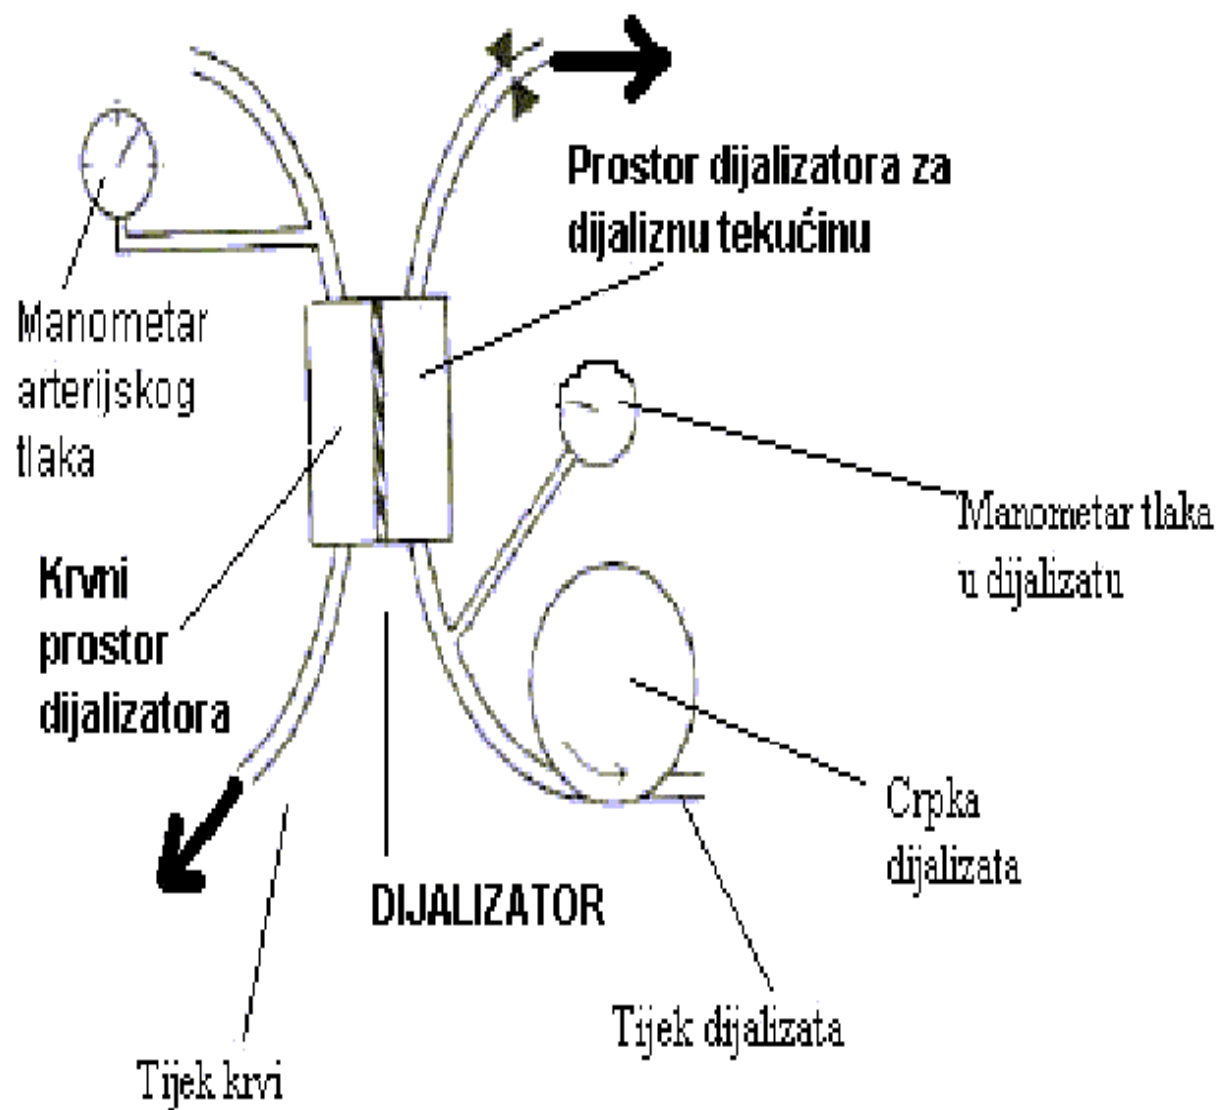 Prostor dijalizatora za
dijaliznu tekućinu
Manometar
arterijskog
tlaka
Manometar tlaka
u dijalizatu
Krvni
prostor
dijalizatora
Crpka
dijalizata
DIJALIZATOR
Tijek dijalizata
Tijek krvi